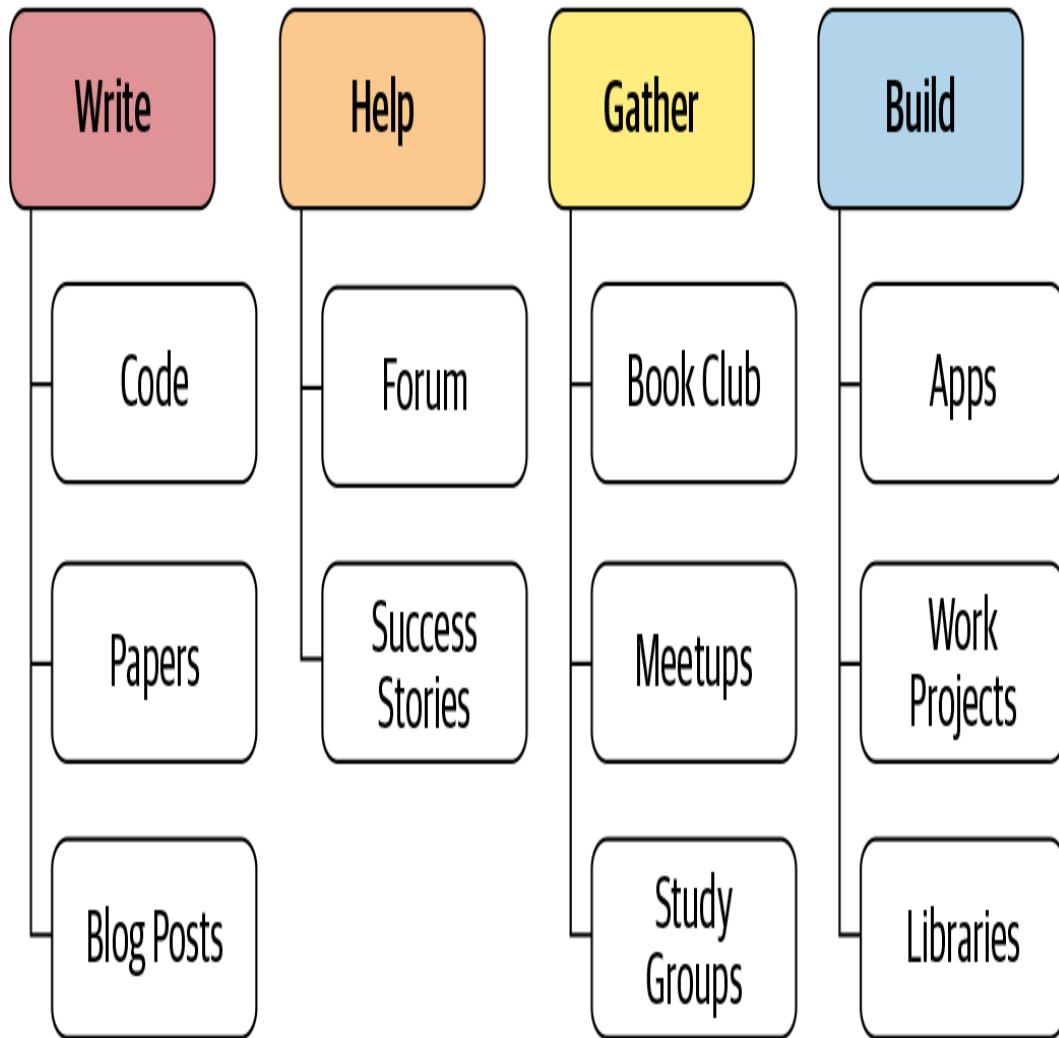 Write
Code
Papers
Blog Posts
Help
Forum
Success
Stories
Gather
Book Club
Meetups
Study
Groups
Build
Apps
Work
Projects
Libraries